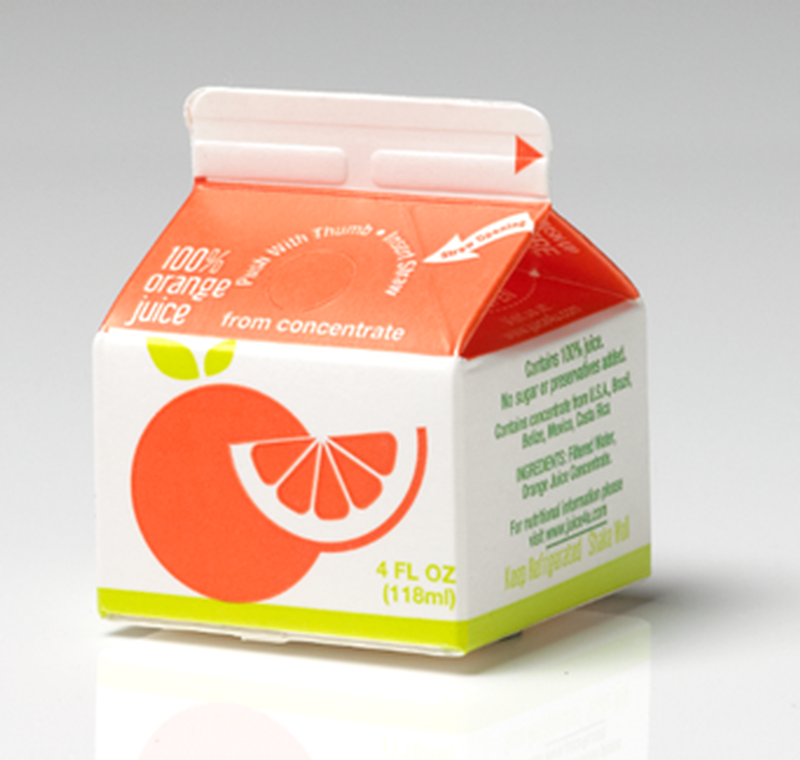 100%
orange
juice
Push With Thumb • Insert Straw
from concentrate
Straw Opening
4 FL OZ
(118ml)
Contains 100% juice.
No sugar or preservatives added.
Contains concentrate from U.S.A., Brazil,
Belize, Mexico, Costa Rica
INGREDIENTS: Filtered Water,
Orange Juice Concentrate.
For nutritional information please
visit www.juice4u.com
Keep Refrigerated Shake Well